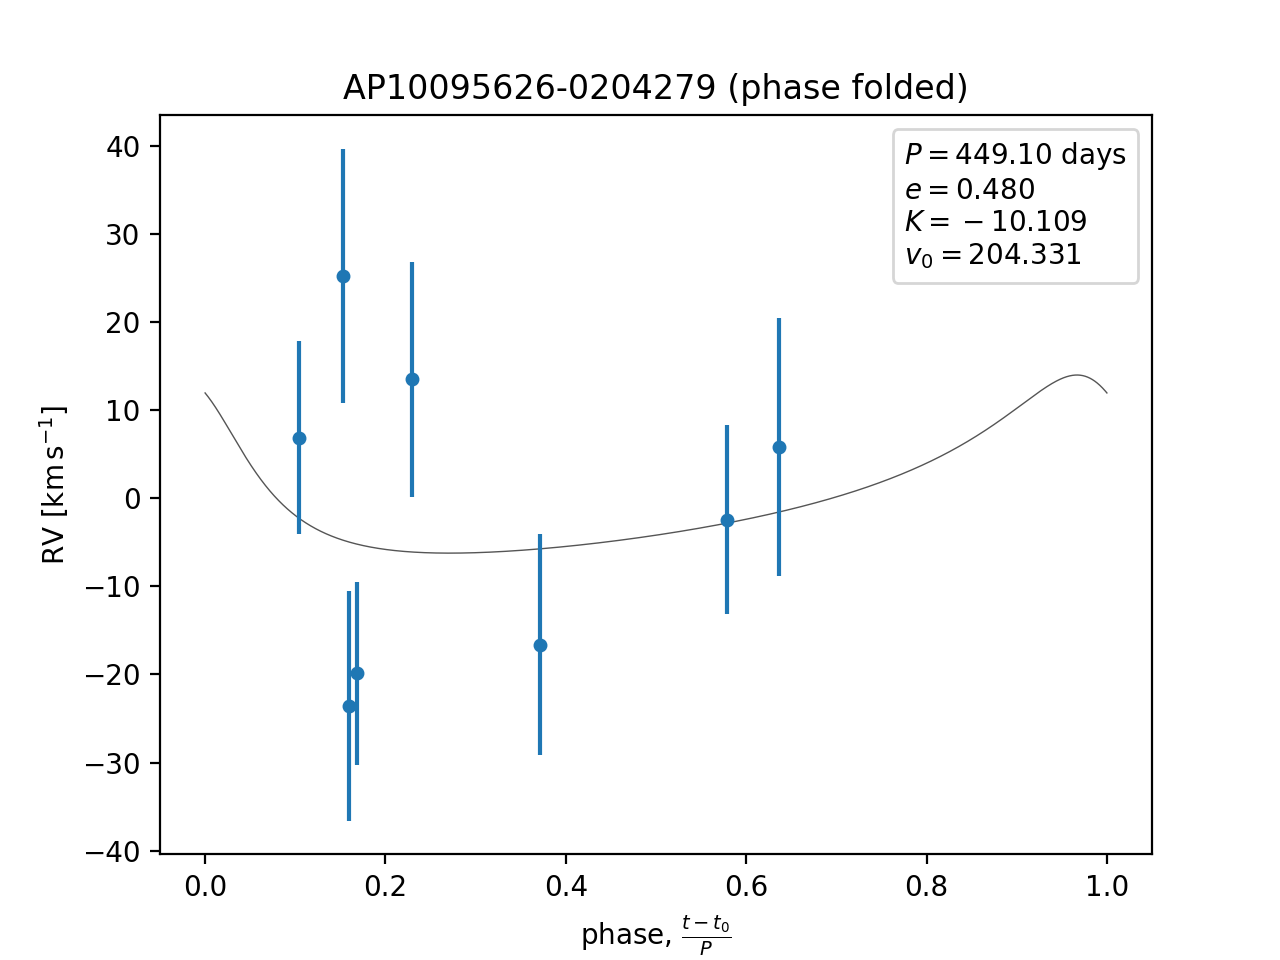 AP10095626-0204279 (phase folded)
P = 449.10 days
e = 0.480
K = −10.109
v₀ = 204.331
RV [km s⁻¹]
40
30
20
10
0
−10
−20
−30
−40
0.0 0.2 0.4 0.6 0.8 1.0
phase, (t − t₀)/P